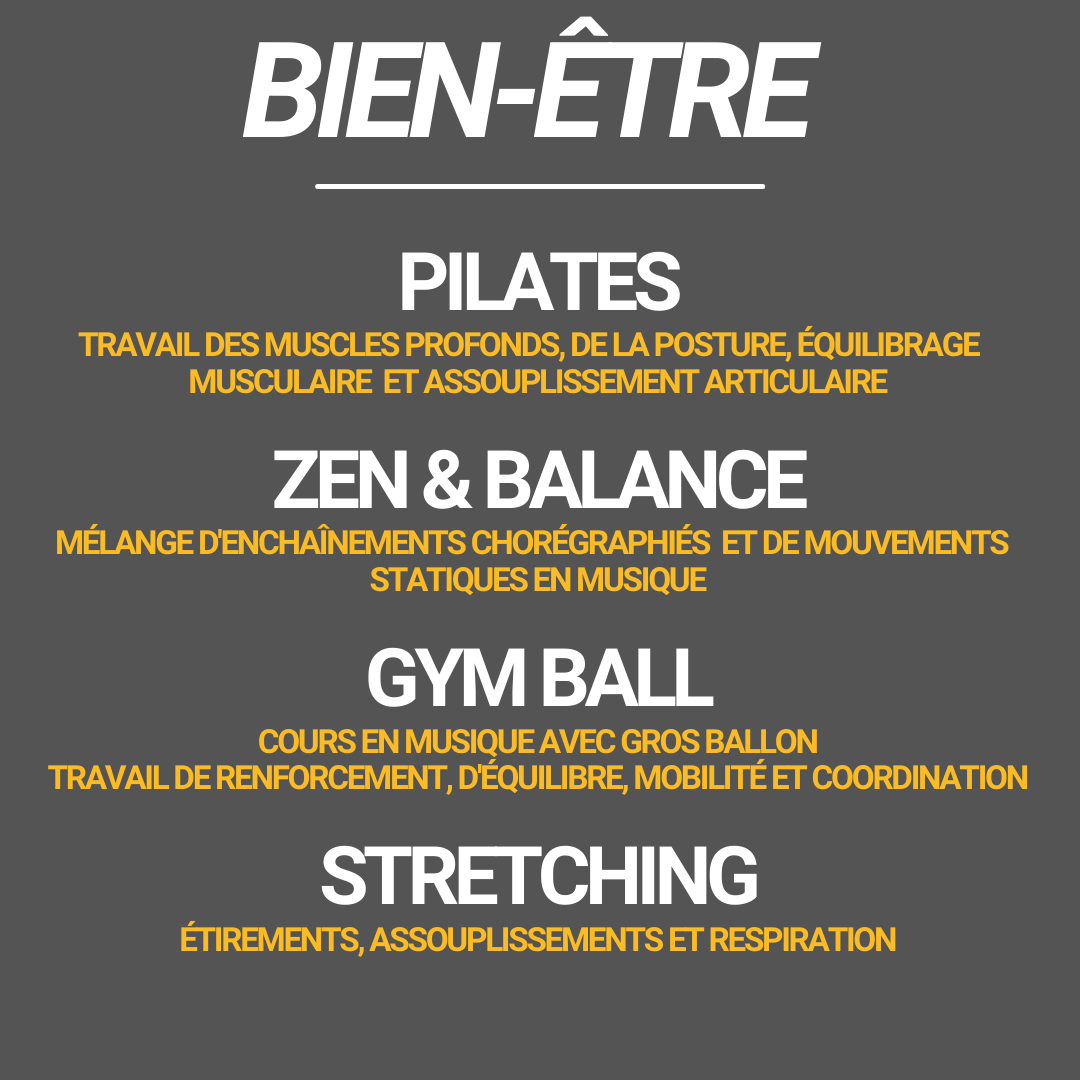 BIEN-ÊTRE
PILATES
TRAVAIL DES MUSCLES PROFONDS, DE LA POSTURE, ÉQUILIBRAGE
MUSCULAIRE ET ASSOUPLISSEMENT ARTICULAIRE
ZEN & BALANCE
MÉLANGE D'ENCHAÎNEMENTS CHORÉGRAPHIÉS ET DE MOUVEMENTS
STATIQUES EN MUSIQUE
GYM BALL
COURS EN MUSIQUE AVEC GROS BALLON
TRAVAIL DE RENFORCEMENT, D'ÉQUILIBRE, MOBILITÉ ET COORDINATION
STRETCHING
ÉTIREMENTS, ASSOUPLISSEMENTS ET RESPIRATION